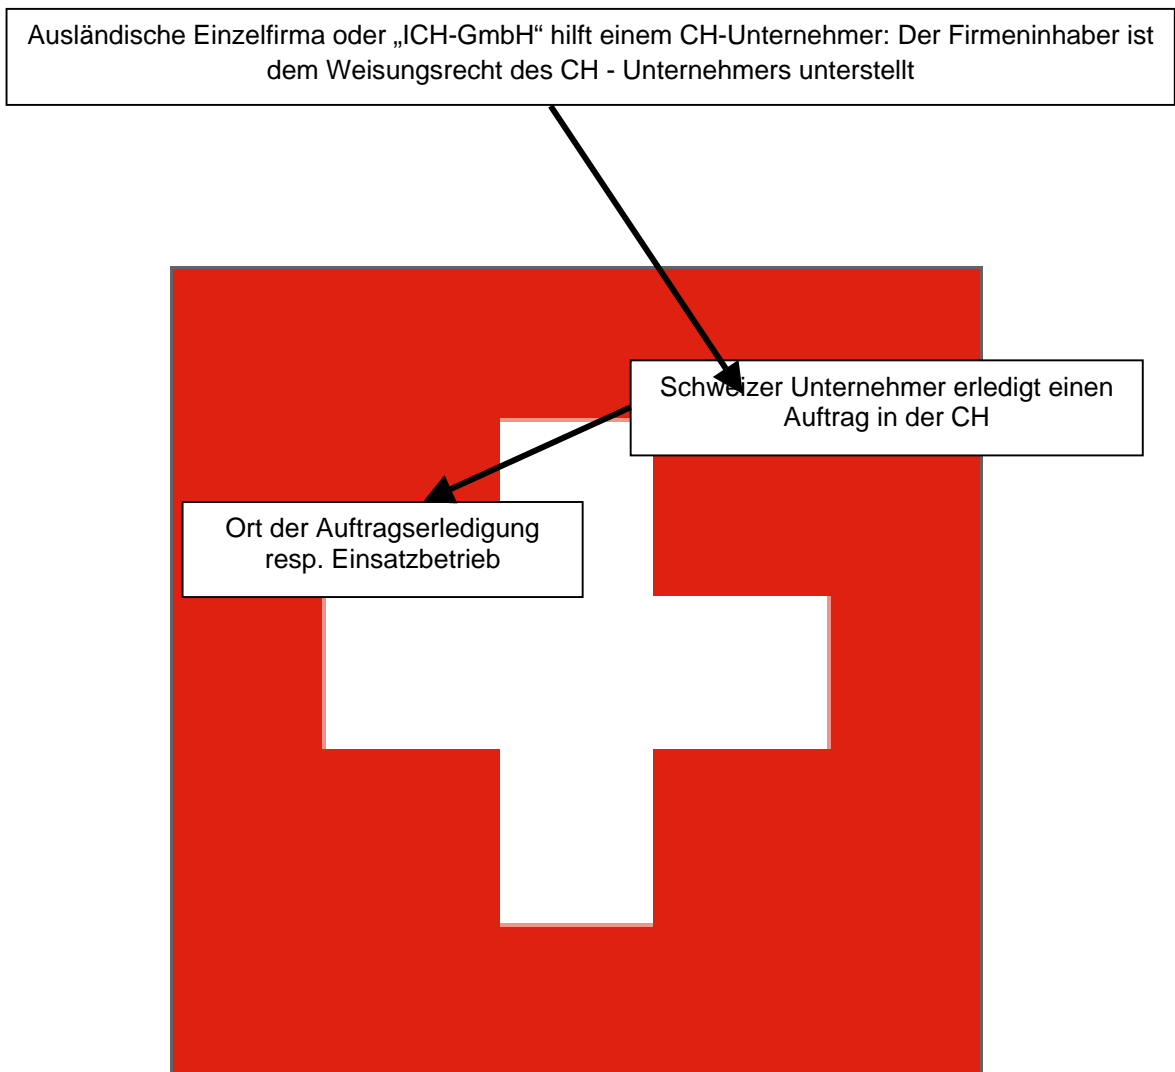 Ausländische Einzelfirma oder „ICH-GmbH“ hilft einem CH-Unternehmer: Der Firmeninhaber ist
dem Weisungsrecht des CH - Unternehmers unterstellt
Schweizer Unternehmer erledigt einen
Auftrag in der CH
Ort der Auftragserledigung
resp. Einsatzbetrieb